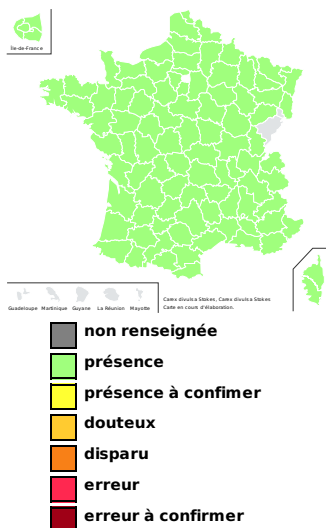 Île-de-France
Guadeloupe Martinique Guyane La Réunion Mayotte
Carex divulsa Stokes, Carex divulsa Stokes
Carte en cours d'élaboration.
non renseignée
présence
présence à confimer
douteux
disparu
erreur
erreur à confirmer